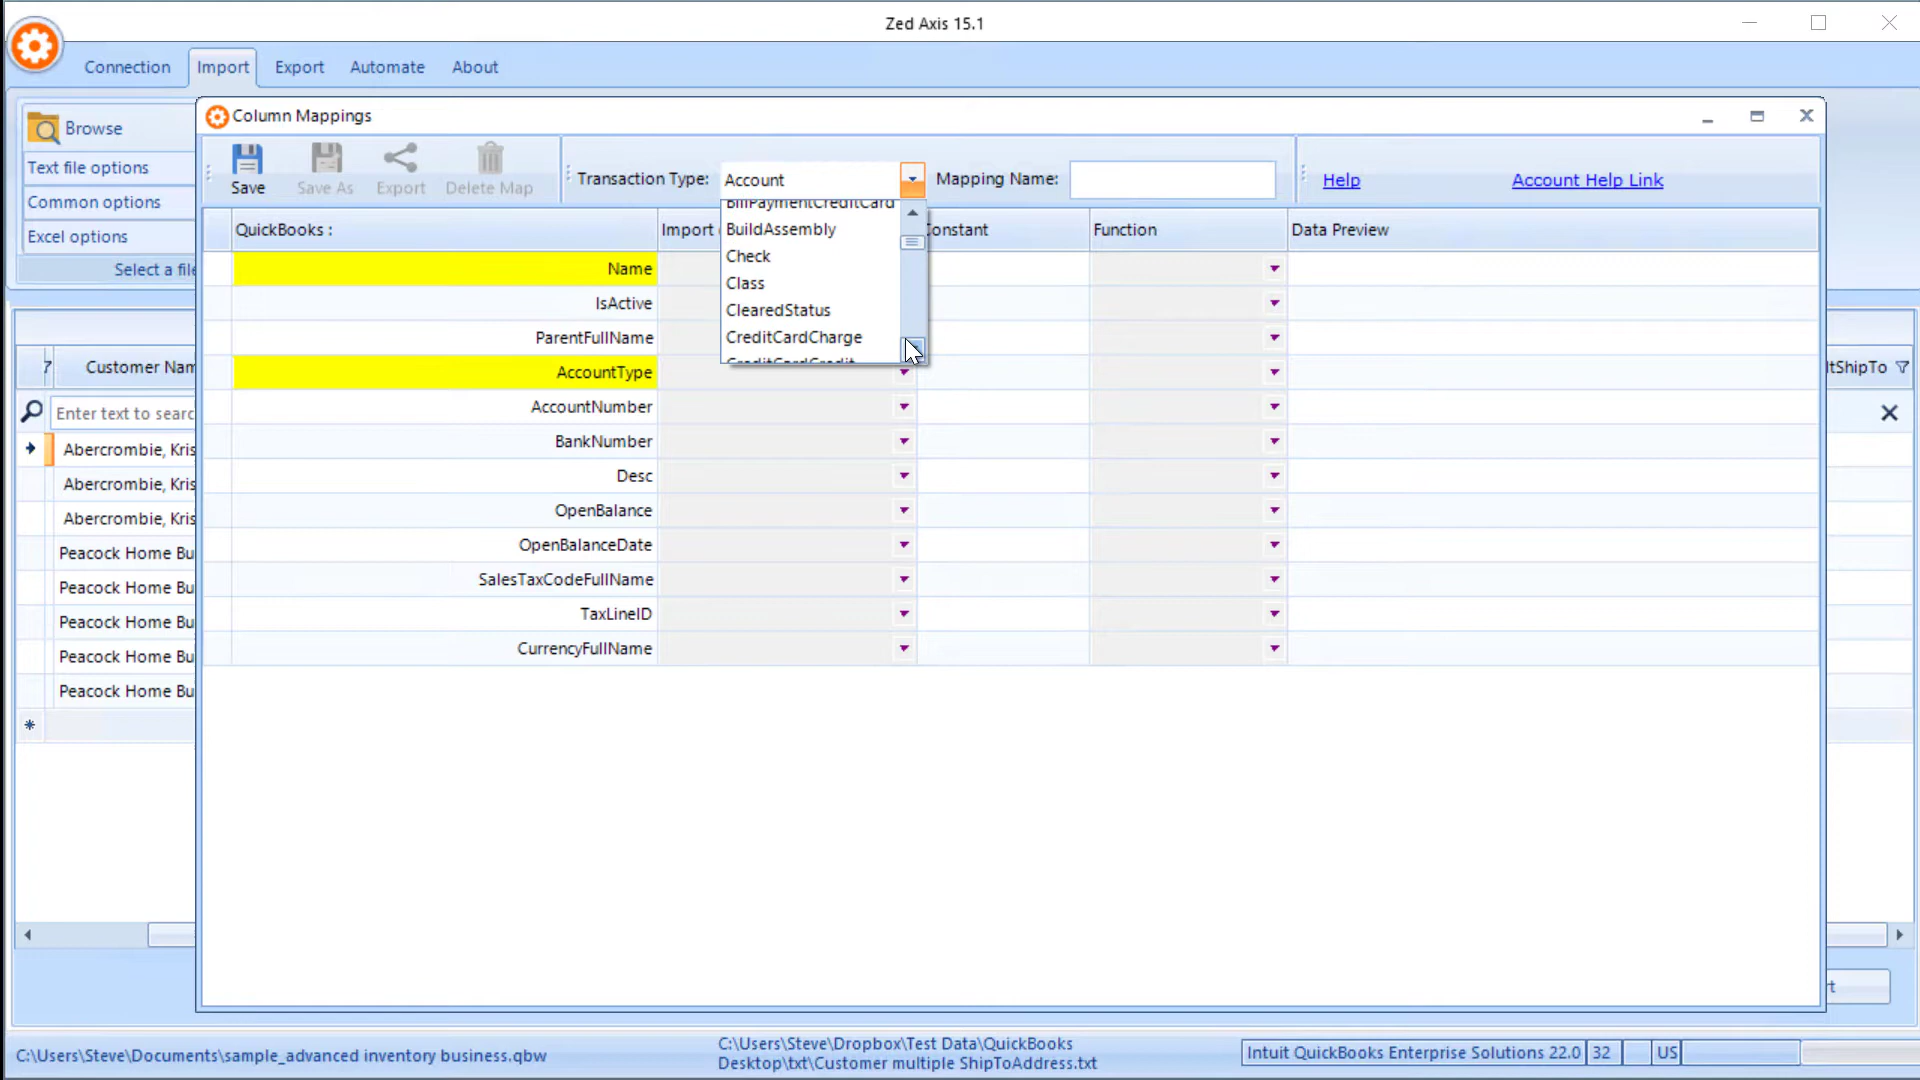 Zed Axis 15.1
Connection Import Export Automate About
Browse
Text file options
Common options
Excel options
Select a file
Column Mappings
Save Save As Export Delete Map
Transaction Type: Account Mapping Name: Help Account Help Link
BillPaymentCreditCard
BuildAssembly
Check
Class
ClearedStatus
CreditCardCharge
CreditCardCredit
QuickBooks : Import Constant Function Data Preview
Name
IsActive
ParentFullName
AccountType
AccountNumber
BankNumber
Desc
OpenBalance
OpenBalanceDate
SalesTaxCodeFullName
TaxLineID
CurrencyFullName
7 Customer Nam ltShipTo
Enter text to searc
Abercrombie, Kris
Abercrombie, Kris
Abercrombie, Kris
Peacock Home Bu
Peacock Home Bu
Peacock Home Bu
Peacock Home Bu
Peacock Home Bu
C:\Users\Steve\Documents\sample_advanced inventory business.qbw
C:\Users\Steve\Dropbox\Test Data\QuickBooks
Desktop\txt\Customer multiple ShipToAddress.txt
Intuit QuickBooks Enterprise Solutions 22.0 32 US